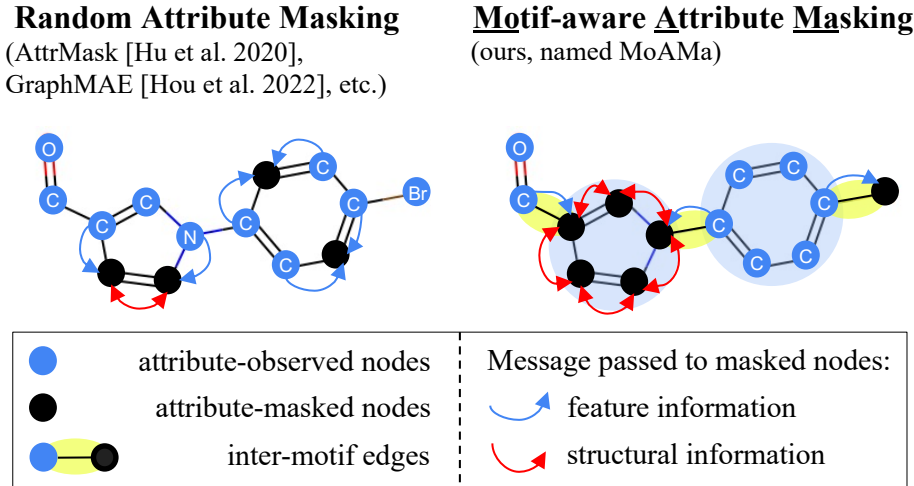 Random Attribute Masking
(AttrMask [Hu et al. 2020],
GraphMAE [Hou et al. 2022], etc.)
Motif-aware Attribute Masking
(ours, named MoAMa)
O
C
C
C
N
C
C
C
C
Br
O
C
C
C
C
C
C
C
attribute-observed nodes
attribute-masked nodes
inter-motif edges
Message passed to masked nodes:
feature information
structural information